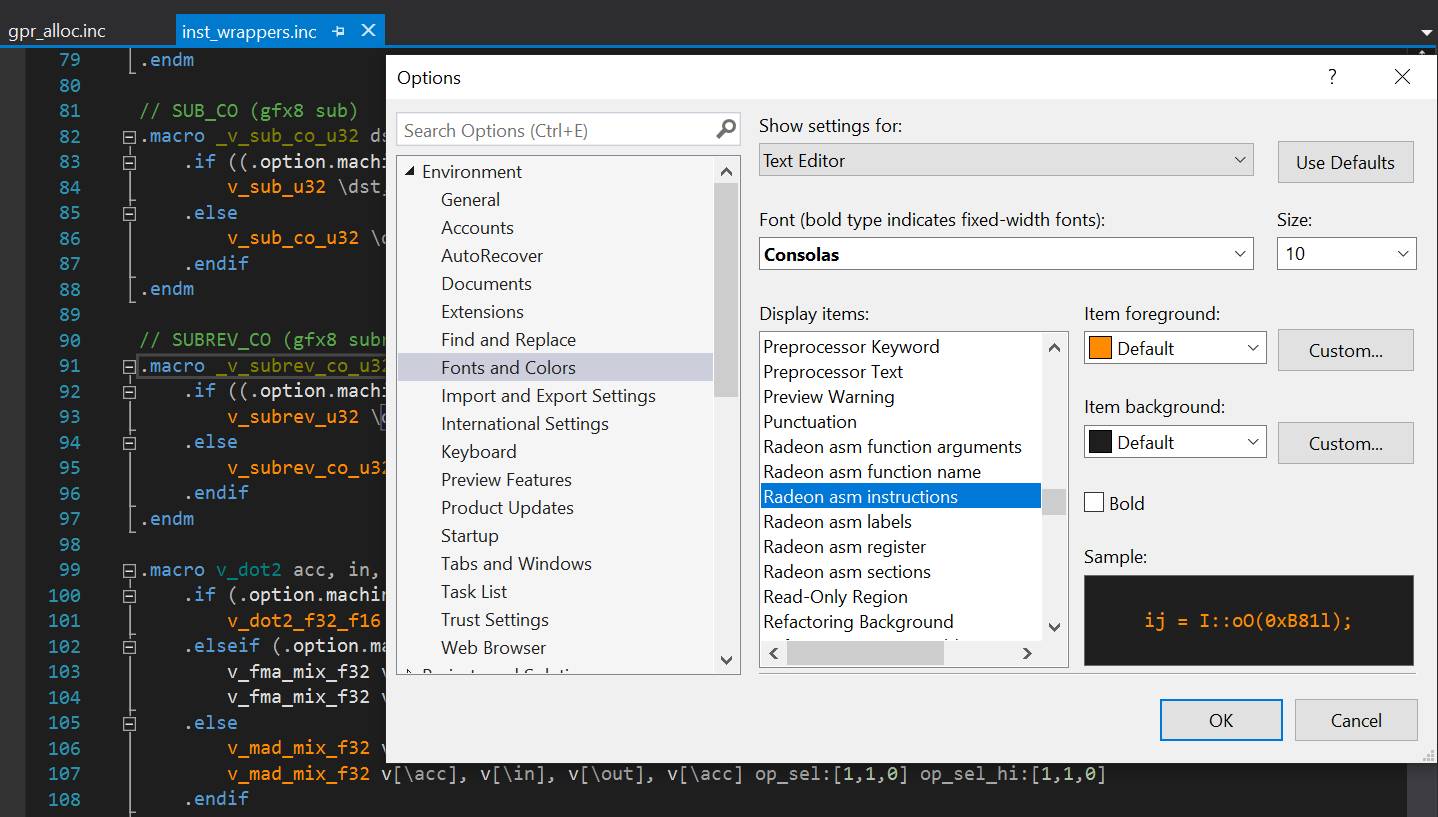 gpr_alloc.inc
inst_wrappers.inc
79 .endm
80
81 // SUB_CO (gfx8 sub)
82 .macro _v_sub_co_u32
83 .if ((.option.machi
84 v_sub_u32 \dst,
85 .else
86 v_sub_co_u32
87 .endif
88 .endm
89
90 // SUBREV_CO (gfx8 subr
91 .macro _v_subrev_co_u32
92 .if ((.option.machi
93 v_subrev_u32
94 .else
95 v_subrev_co_u32
96 .endif
97 .endm
98
99 .macro v_dot2 acc, in,
100 .if (.option.machin
101 v_dot2_f32_f16
102 .elseif (.option.ma
103 v_fma_mix_f32
104 v_fma_mix_f32
105 .else
106 v_mad_mix_f32
107 v_mad_mix_f32 v[\acc], v[\in], v[\out], v[\acc] op_sel:[1,1,0] op_sel_hi:[1,1,0]
108 .endif
Options
?
Search Options (Ctrl+E)
Environment
General
Accounts
AutoRecover
Documents
Extensions
Find and Replace
Fonts and Colors
Import and Export Settings
International Settings
Keyboard
Preview Features
Product Updates
Startup
Tabs and Windows
Task List
Trust Settings
Web Browser
Show settings for:
Text Editor
Use Defaults
Font (bold type indicates fixed-width fonts):
Consolas
Size:
10
Display items:
Preprocessor Keyword
Preprocessor Text
Preview Warning
Punctuation
Radeon asm function arguments
Radeon asm function name
Radeon asm instructions
Radeon asm labels
Radeon asm register
Radeon asm sections
Read-Only Region
Refactoring Background
Item foreground:
Default
Custom...
Item background:
Default
Custom...
Bold
Sample:
ij = I::oO(0xB81l);
OK
Cancel